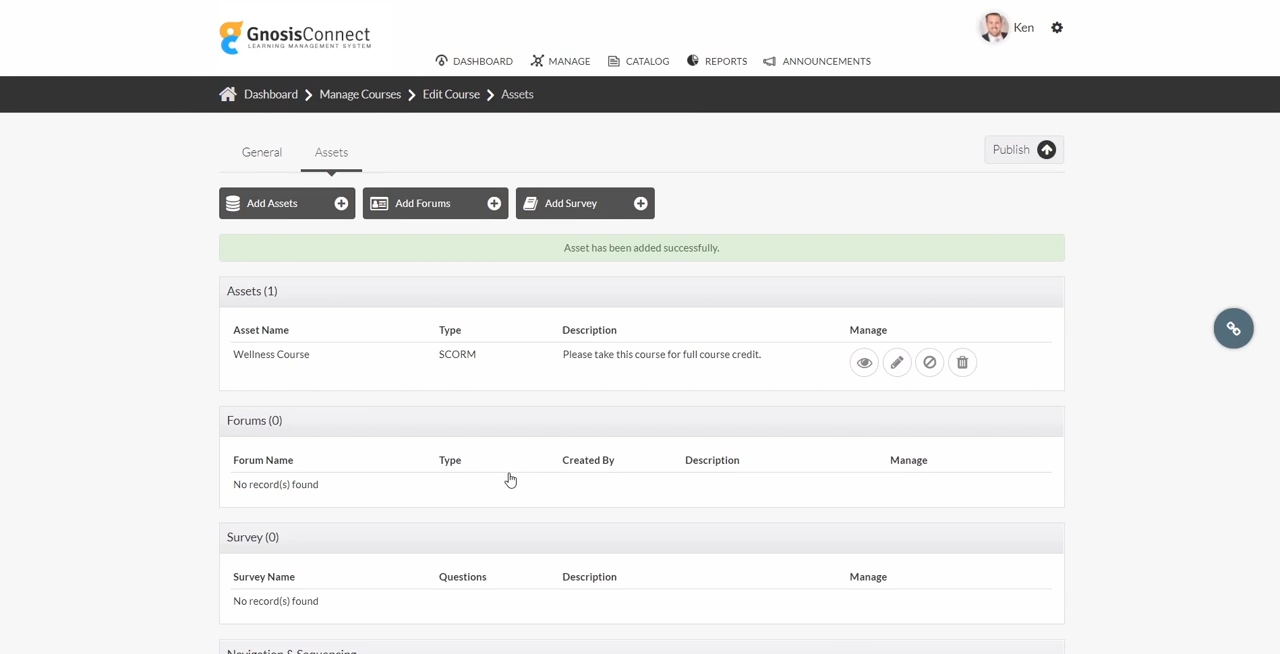 GnosisConnect
LEARNING MANAGEMENT SYSTEM
Ken
DASHBOARD MANAGE CATALOG REPORTS ANNOUNCEMENTS
Dashboard Manage Courses Edit Course Assets
General Assets Publish
Add Assets Add Forums Add Survey
Asset has been added successfully.
Assets (1)
Asset Name Type Description Manage
Wellness Course SCORM Please take this course for full course credit.
Forums (0)
Forum Name Type Created By Description Manage
No record(s) found
Survey (0)
Survey Name Questions Description Manage
No record(s) found
Navigation & Sequencing